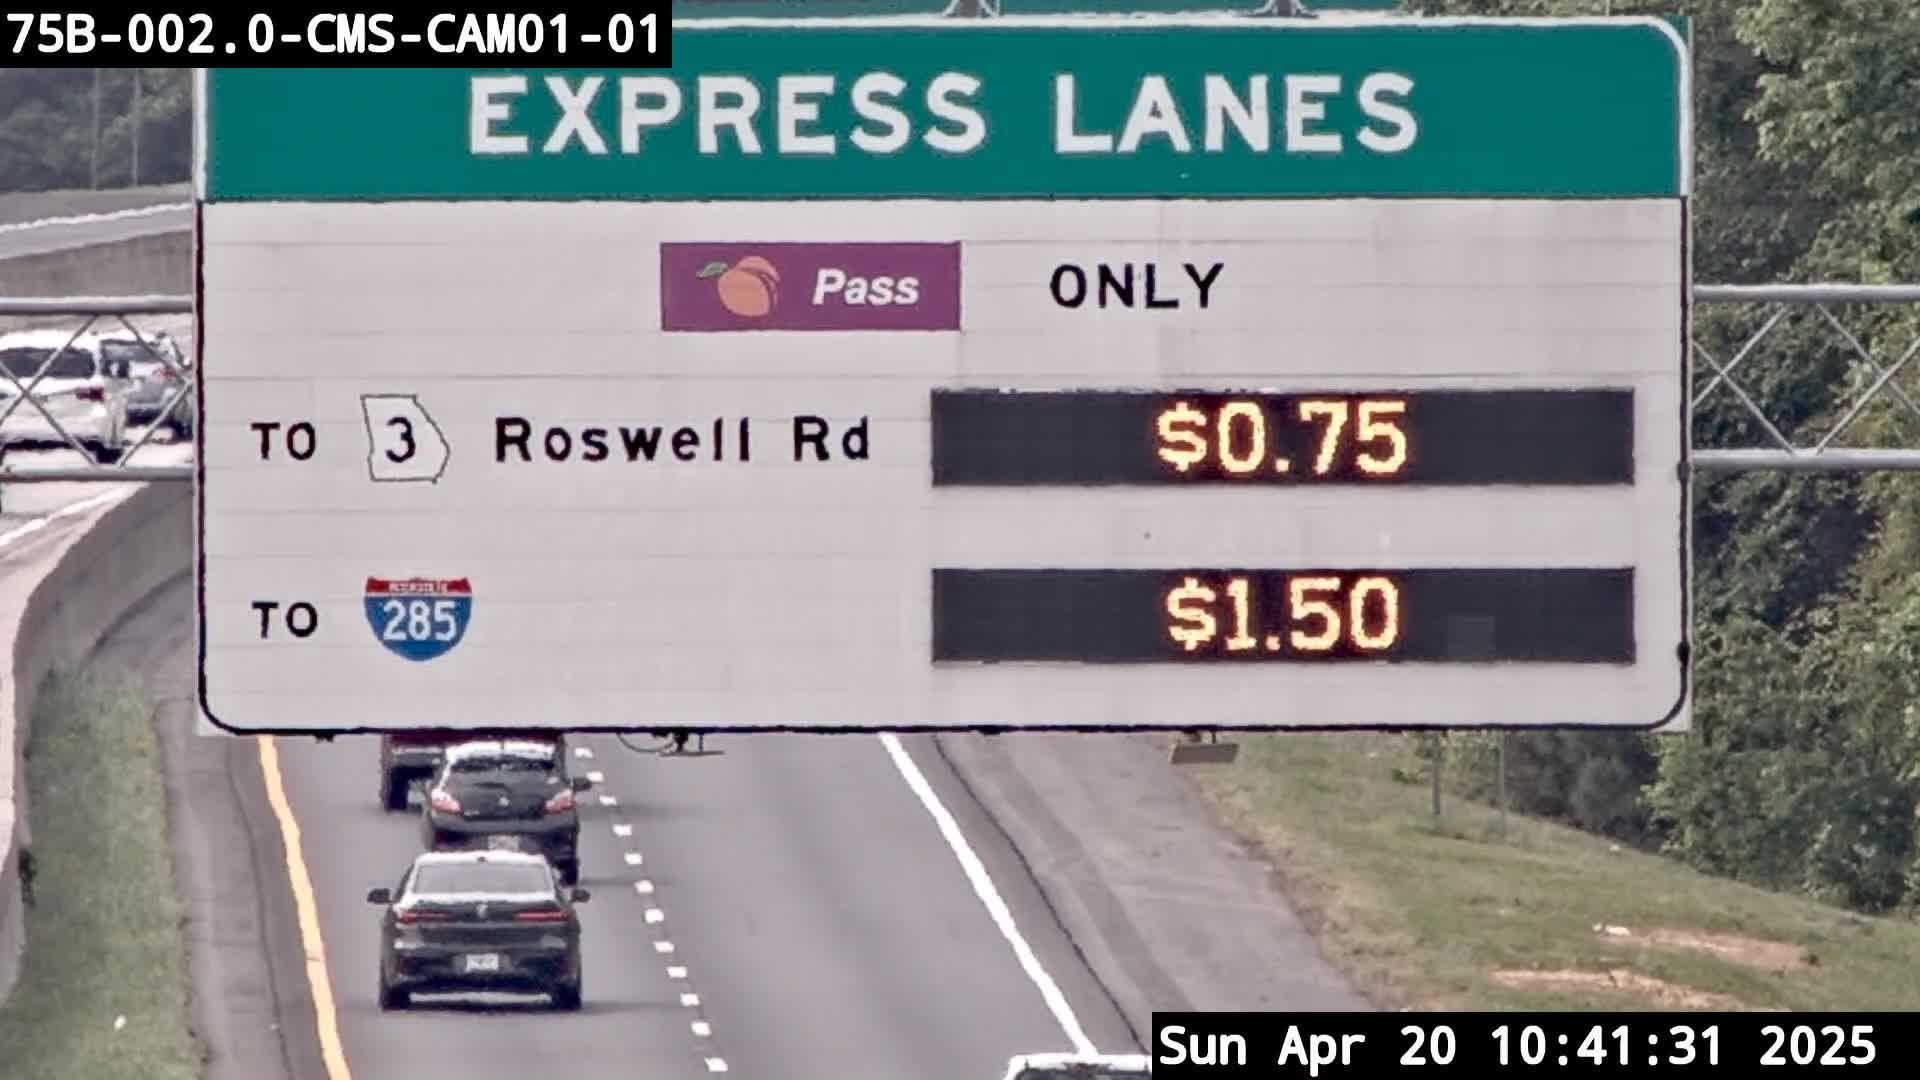 75B-002.0-CMS-CAM01-01
EXPRESS LANES
Pass ONLY
TO 3 Roswell Rd $0.75
TO 285 $1.50
Sun Apr 20 10:41:31 2025